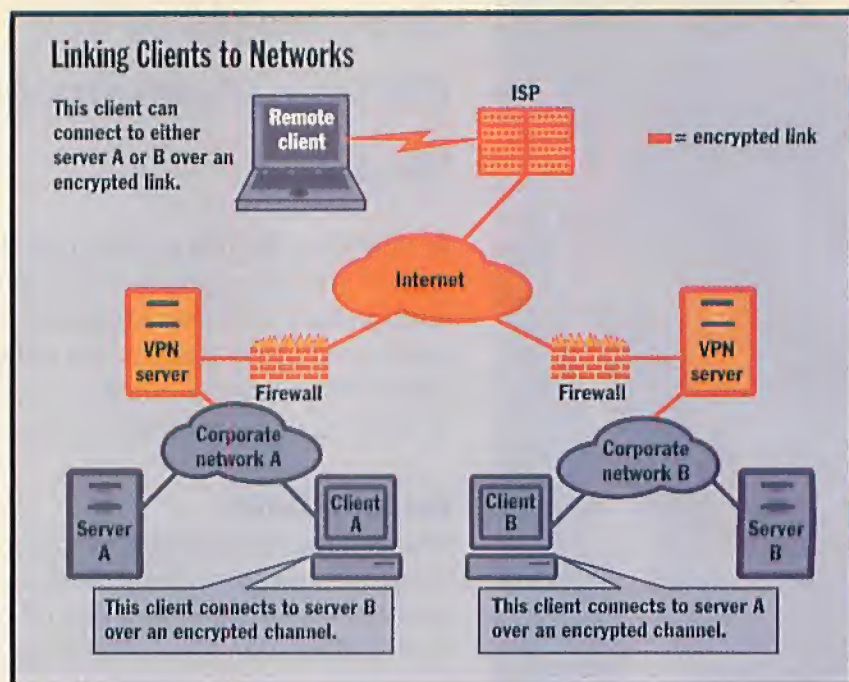 Linking Clients to Networks
This client can
connect to either
server A or B over an
encrypted link.
Remote
client
ISP
= encrypted link
Internet
VPN
server
Firewall
Firewall
VPN
server
Corporate
network A
Corporate
network B
Server
A
Client
A
Client
B
Server
B
This client connects to server B
over an encrypted channel.
This client connects to server A
over an encrypted channel.